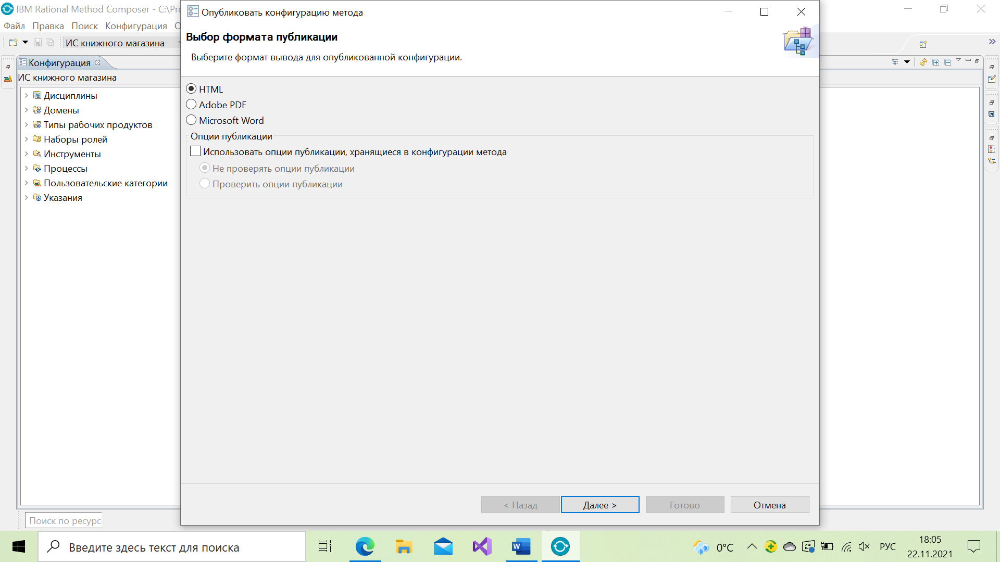 IBM Rational Method Composer - C:\Pro
Файл Правка Поиск Конфигурация О
ИС книжного магазина
Конфигурация
ИС книжного магазина
Дисциплины
Домены
Типы рабочих продуктов
Наборы ролей
Инструменты
Процессы
Пользовательские категории
Указания
Поиск по ресурс
Опубликовать конфигурацию метода
Выбор формата публикации
Выберите формат вывода для опубликованной конфигурации.
HTML
Adobe PDF
Microsoft Word
Опции публикации
Использовать опции публикации, хранящиеся в конфигурации метода
Не проверять опции публикации
Проверить опции публикации
< Назад Далее > Готово Отмена
Введите здесь текст для поиска
0°C
РУС
18:05
22.11.2021